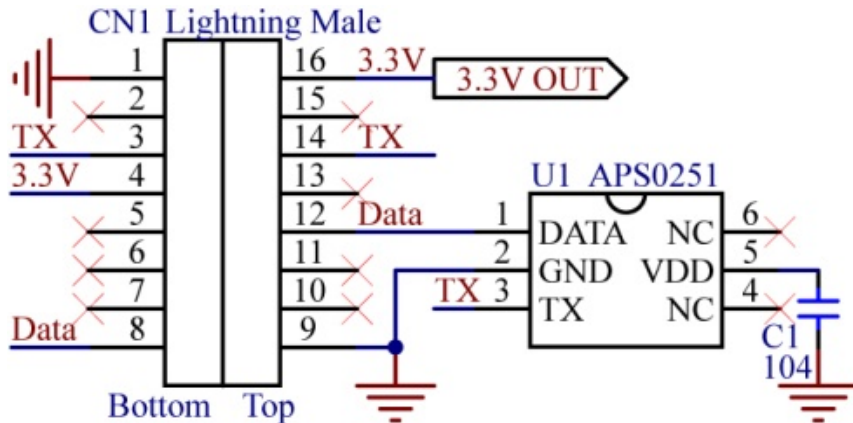 CN1 Lightning Male
1 16 3.3V 3.3V OUT
2 15
TX 3 14 TX
3.3V 4 13 U1 APS0251
5 12 Data 1 DATA NC 6
6 11 2 GND VDD 5
7 10 TX 3 TX NC 4
Data 8 9 C1
104
Bottom Top